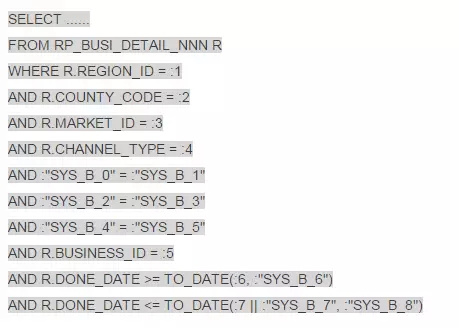 SELECT ......
FROM RP_BUSI_DETAIL_NNN R
WHERE R.REGION_ID = :1
AND R.COUNTY_CODE = :2
AND R.MARKET_ID = :3
AND R.CHANNEL_TYPE = :4
AND :"SYS_B_0" = :"SYS_B_1"
AND :"SYS_B_2" = :"SYS_B_3"
AND :"SYS_B_4" = :"SYS_B_5"
AND R.BUSINESS_ID = :5
AND R.DONE_DATE >= TO_DATE(:6, :"SYS_B_6")
AND R.DONE_DATE <= TO_DATE(:7 || :"SYS_B_7", :"SYS_B_8")